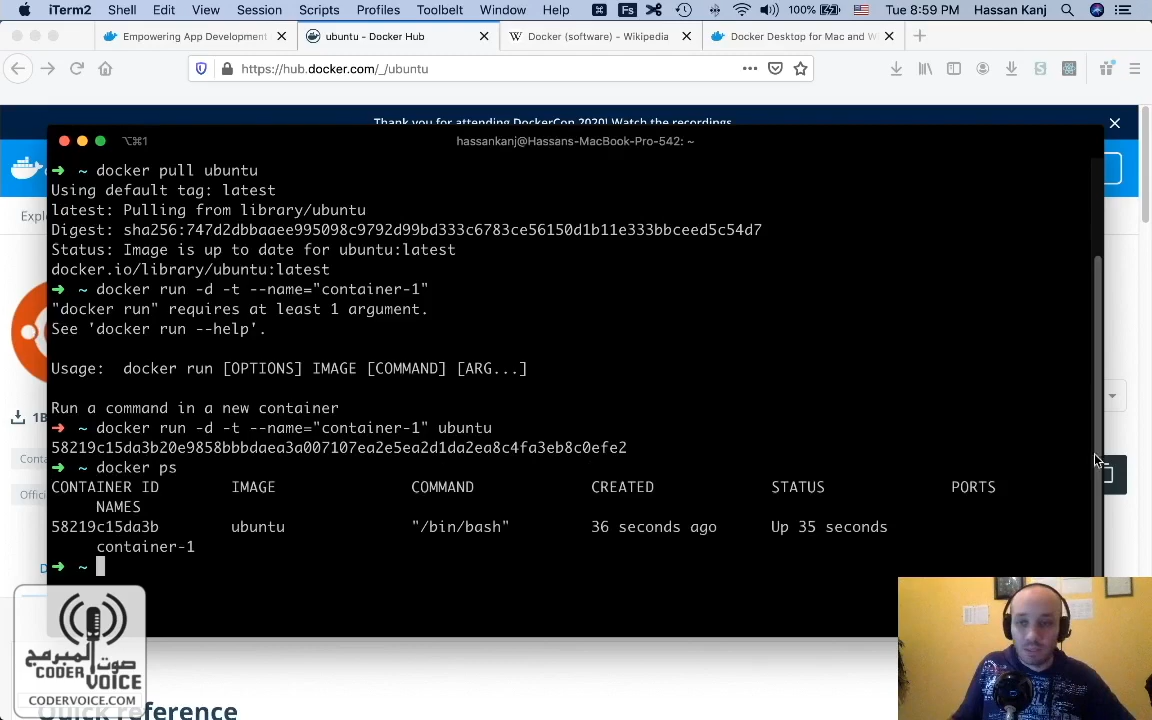 iTerm2 Shell Edit View Session Scripts Profiles Toolbelt Window Help 100% Tue 8:59 PM Hassan Kanj
Empowering App Development ubuntu - Docker Hub Docker (software) - Wikipedia Docker Desktop for Mac and W
https://hub.docker.com/_/ubuntu
Thank you for attending DockerCon 2020! Watch the recordings
⌥⌘1 hassankanj@Hassans-MacBook-Pro-542: ~
➜ ~ docker pull ubuntu
Using default tag: latest
latest: Pulling from library/ubuntu
Digest: sha256:747d2dbbaaee995098c9792d99bd333c6783ce56150d1b11e333bbceed5c54d7
Status: Image is up to date for ubuntu:latest
docker.io/library/ubuntu:latest
➜ ~ docker run -d -t --name="container-1"
"docker run" requires at least 1 argument.
See 'docker run --help'.
Usage: docker run [OPTIONS] IMAGE [COMMAND] [ARG...]
Run a command in a new container
➜ ~ docker run -d -t --name="container-1" ubuntu
58219c15da3b20e9858bbbdaea3a007107ea2e5ea2d1da2ea8c4fa3eb8c0efe2
➜ ~ docker ps
CONTAINER ID IMAGE COMMAND CREATED STATUS PORTS
NAMES
58219c15da3b ubuntu "/bin/bash" 36 seconds ago Up 35 seconds
container-1
➜ ~
Expl
1B
Conta
Offici
D
صوت المبرمج
CODER
VOICE
CODERVOICE.COM
Quick reference